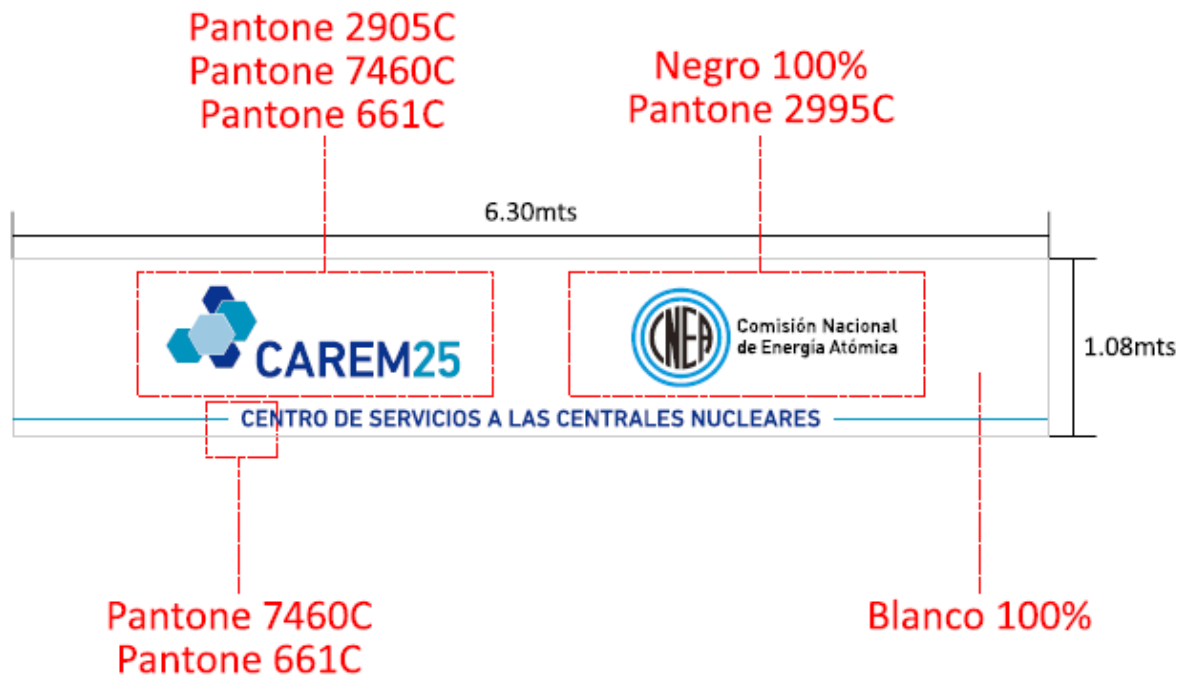 Pantone 2905C
Pantone 7460C
Pantone 661C
Negro 100%
Pantone 2995C
6.30mts
CAREM25
CNEA
Comisión Nacional
de Energía Atómica
1.08mts
CENTRO DE SERVICIOS A LAS CENTRALES NUCLEARES
Pantone 7460C
Pantone 661C
Blanco 100%